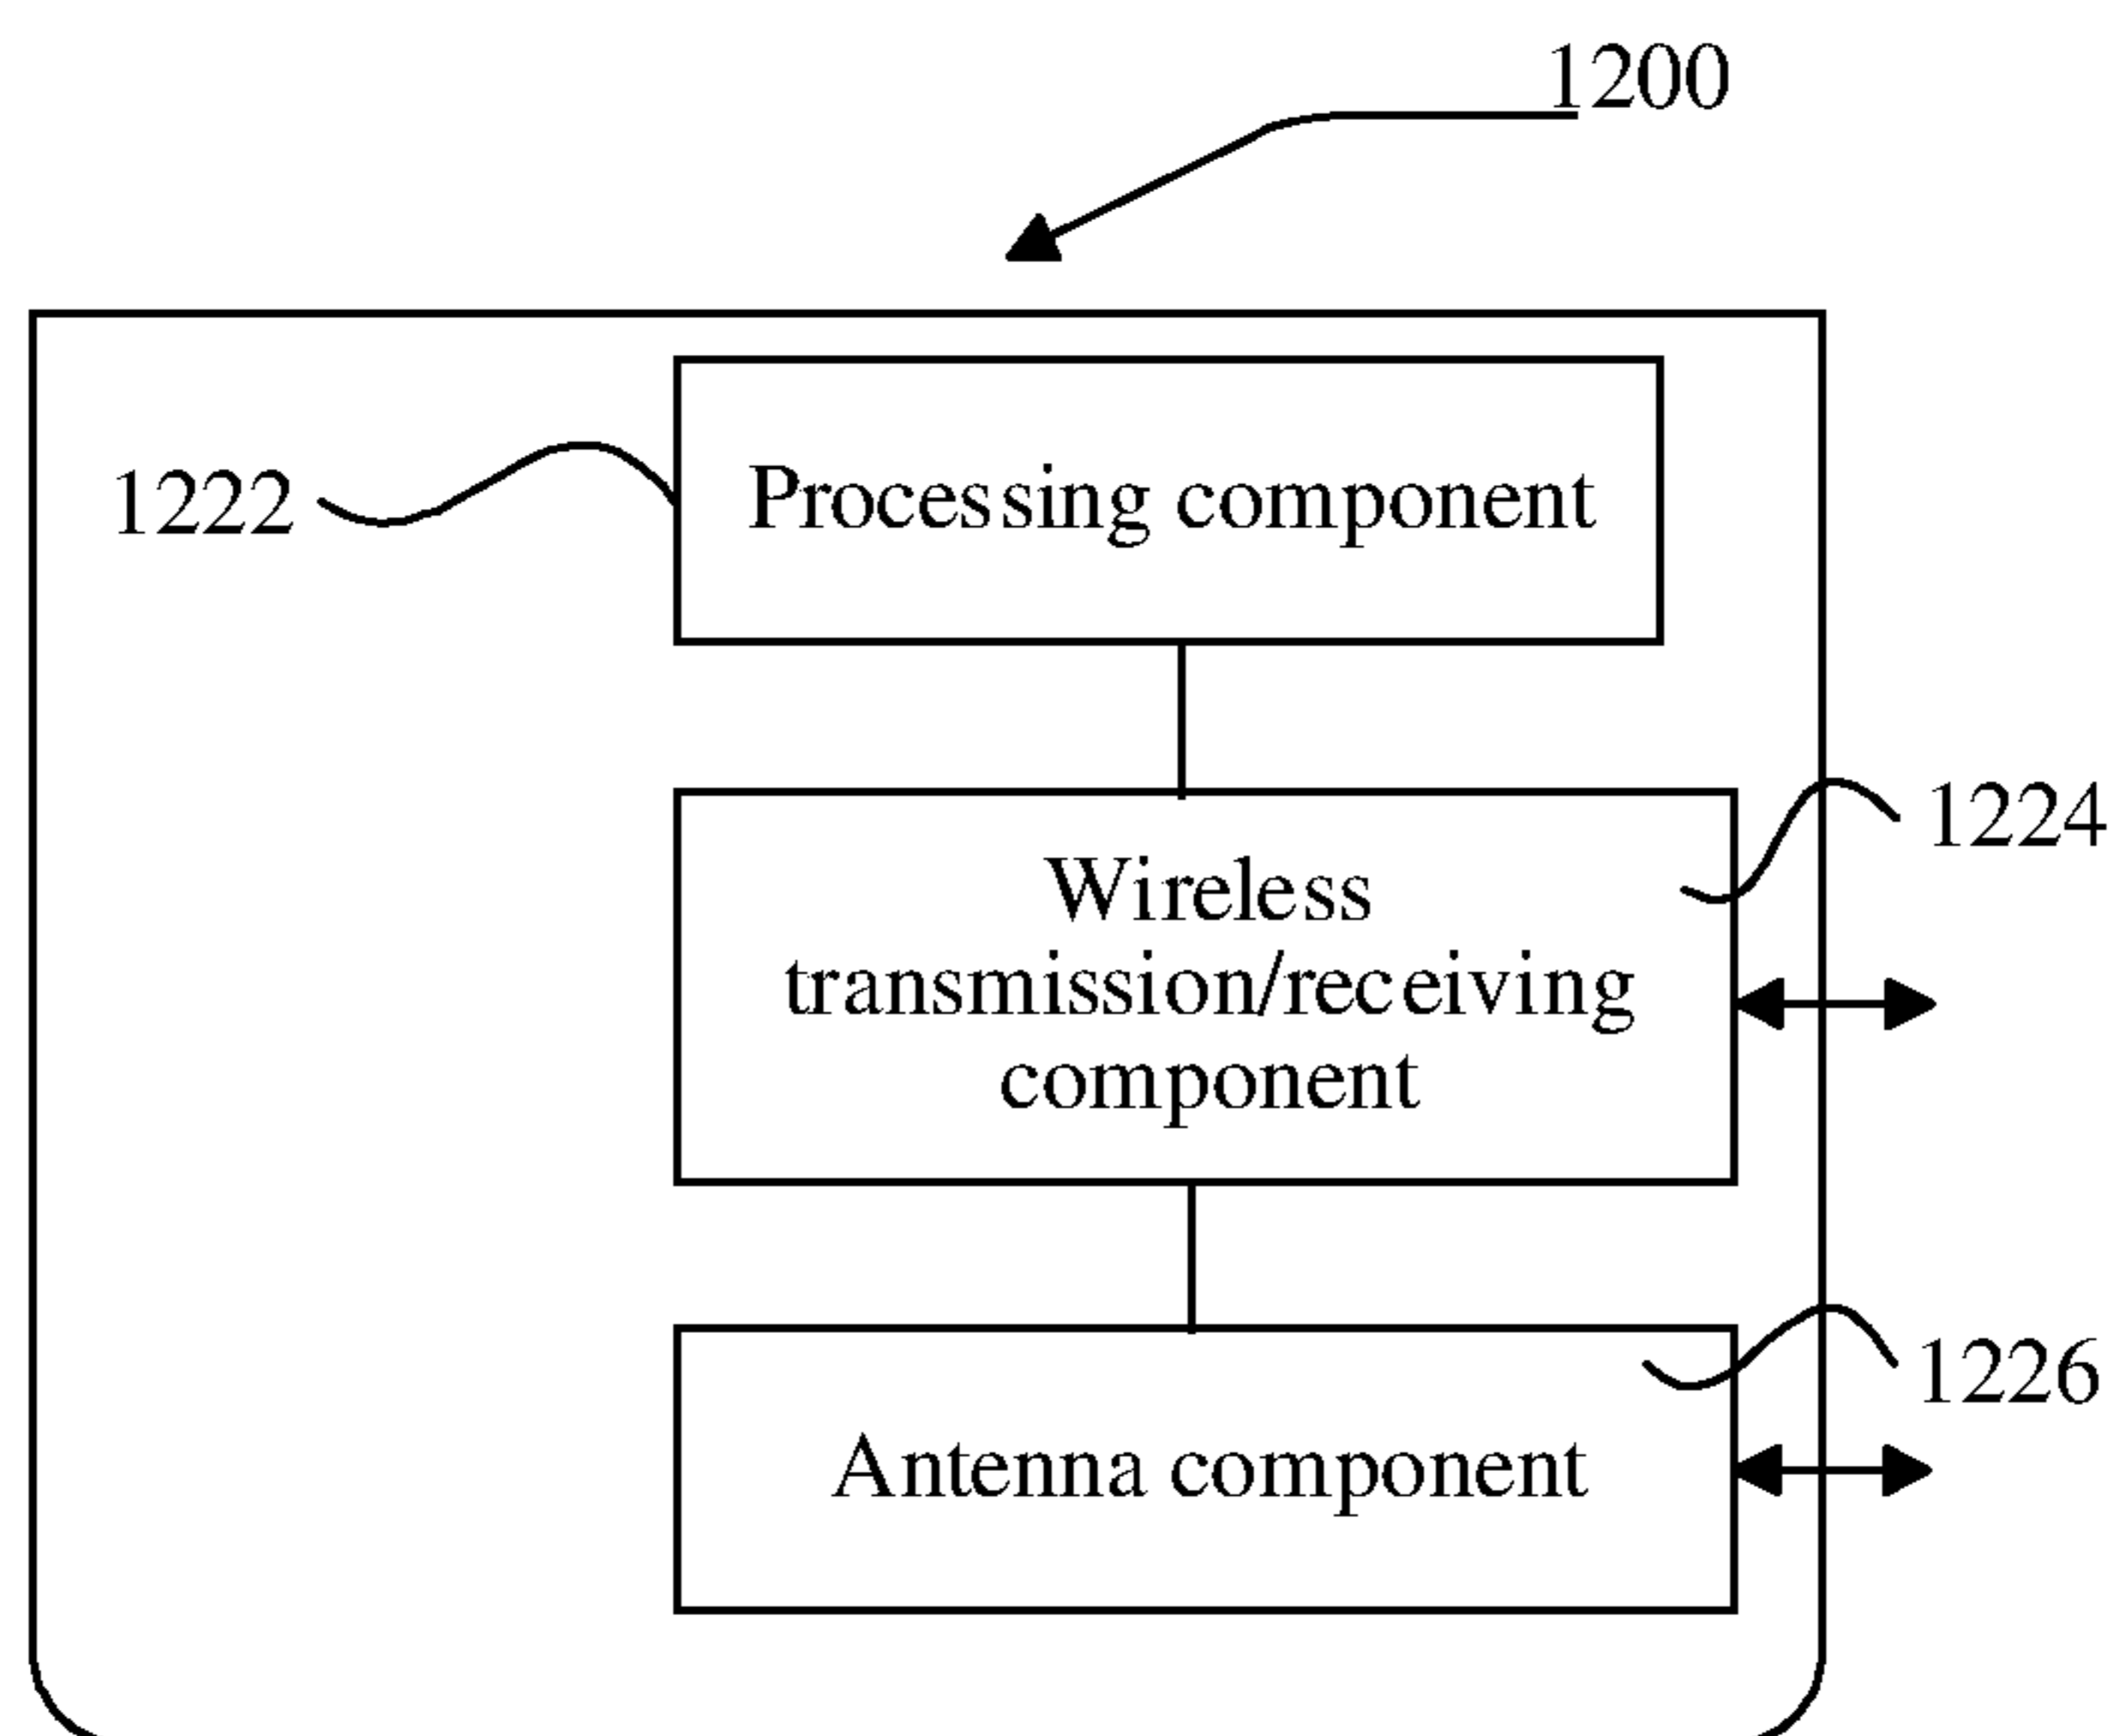 1200
1222
Processing component
1224
Wireless
transmission/receiving
component
1226
Antenna component